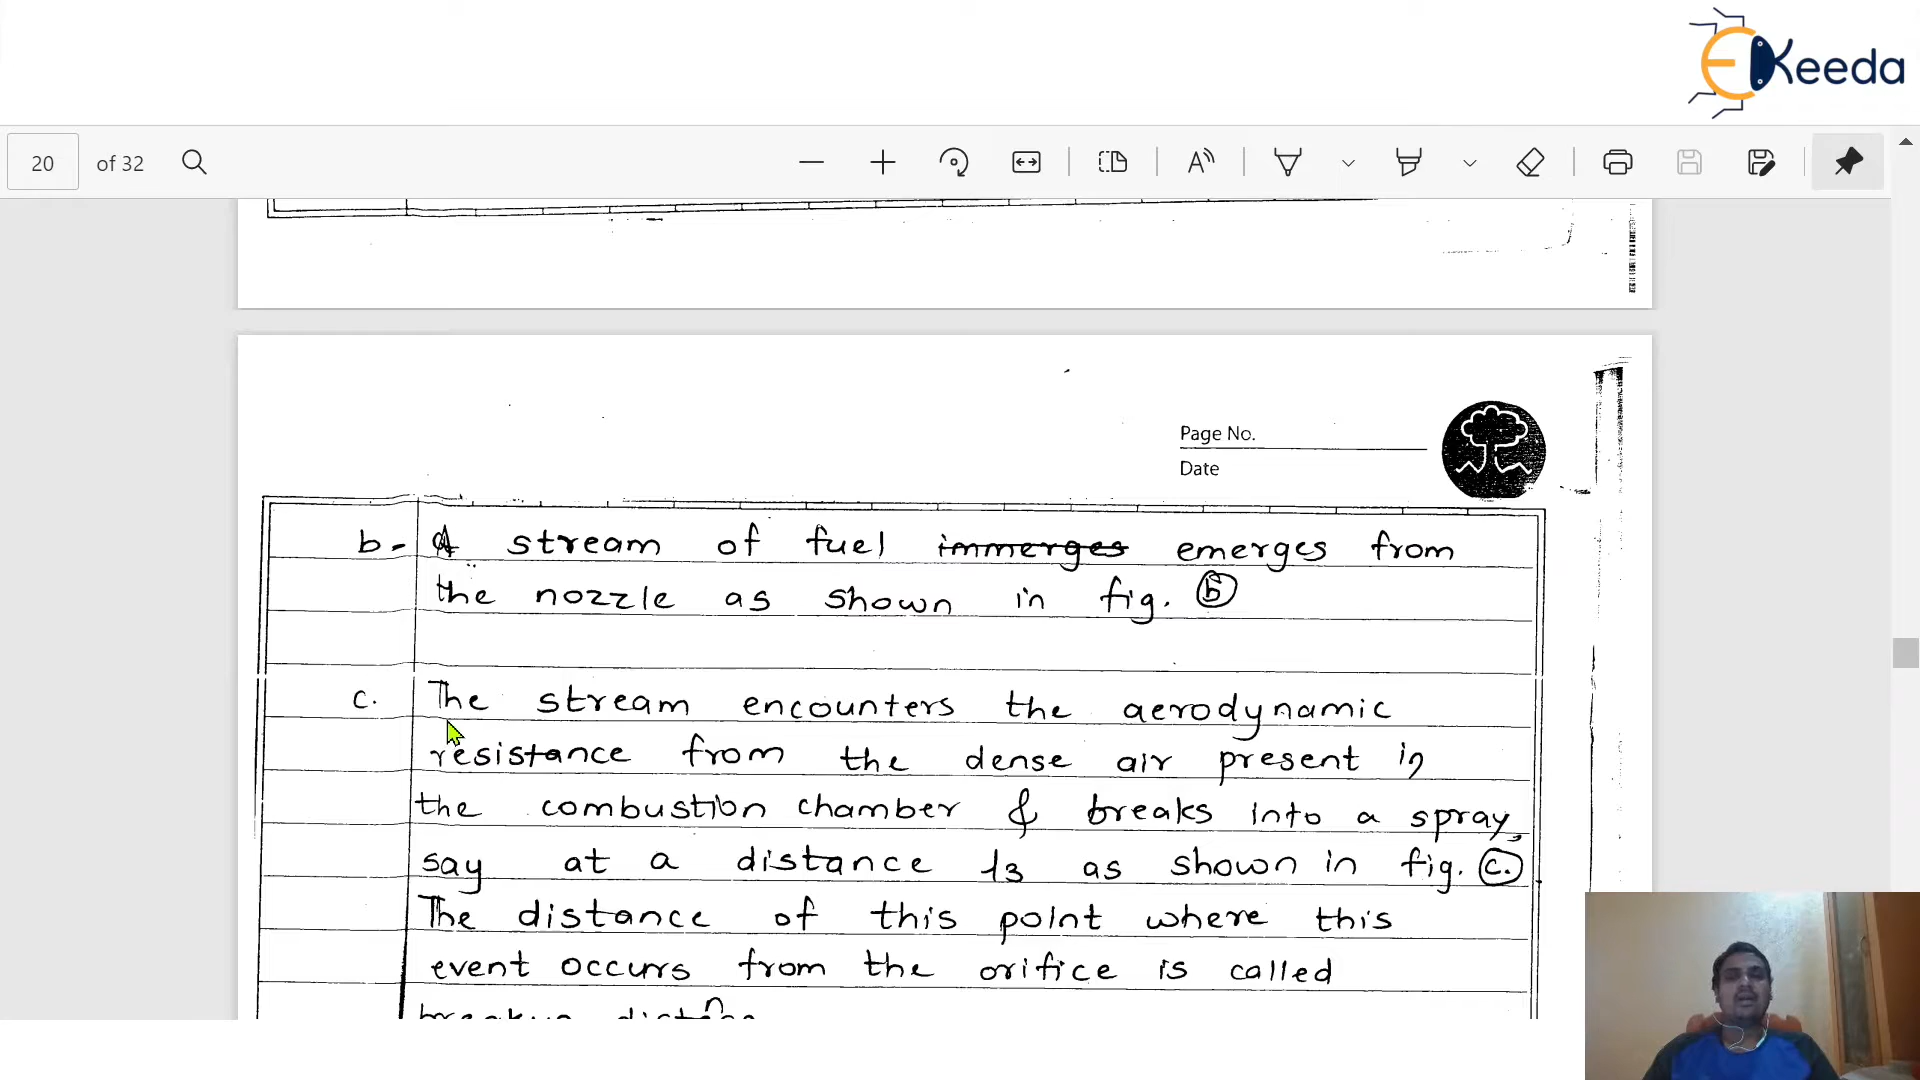 EKeeda
20 of 32
Page No.
Date
b- A stream of fuel immerges emerges from
the nozzle as shown in fig. b
c. The stream encounters the aerodynamic
resistance from the dense air present in
the combustion chamber & breaks into a spray,
say at a distance l3 as shown in fig. c.
The distance of this point where this
event occurs from the orifice is called
breakup distance